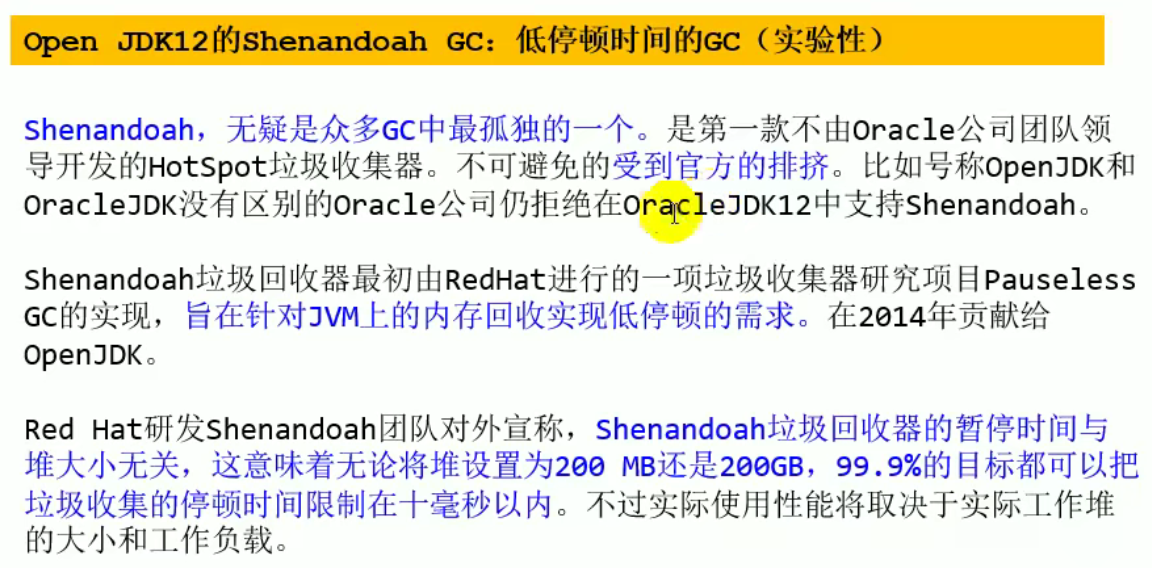 Open JDK12的Shenandoah GC：低停顿时间的GC（实验性）
Shenandoah，无疑是众多GC中最孤独的一个。是第一款不由Oracle公司团队领
导开发的HotSpot垃圾收集器。不可避免的受到官方的排挤。比如号称OpenJDK和
OracleJDK没有区别的Oracle公司仍拒绝在OracleJDK12中支持Shenandoah。
Shenandoah垃圾回收器最初由RedHat进行的一项垃圾收集器研究项目Pauseless
GC的实现，旨在针对JVM上的内存回收实现低停顿的需求。在2014年贡献给
OpenJDK。
Red Hat研发Shenandoah团队对外宣称，Shenandoah垃圾回收器的暂停时间与
堆大小无关，这意味着无论将堆设置为200 MB还是200GB，99.9%的目标都可以把
垃圾收集的停顿时间限制在十毫秒以内。不过实际使用性能将取决于实际工作堆
的大小和工作负载。